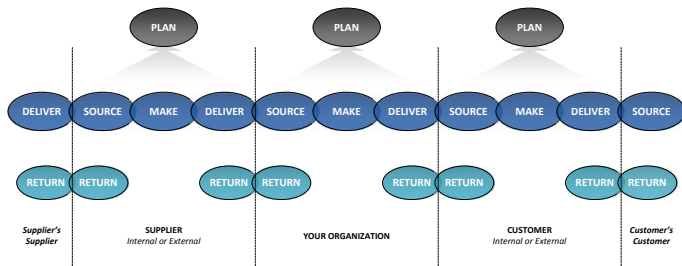 PLAN PLAN PLAN
DELIVER SOURCE MAKE DELIVER SOURCE MAKE DELIVER SOURCE MAKE DELIVER SOURCE
RETURN RETURN RETURN RETURN RETURN RETURN RETURN RETURN
Supplier's
Supplier
SUPPLIER
Internal or External
YOUR ORGANIZATION
CUSTOMER
Internal or External
Customer's
Customer